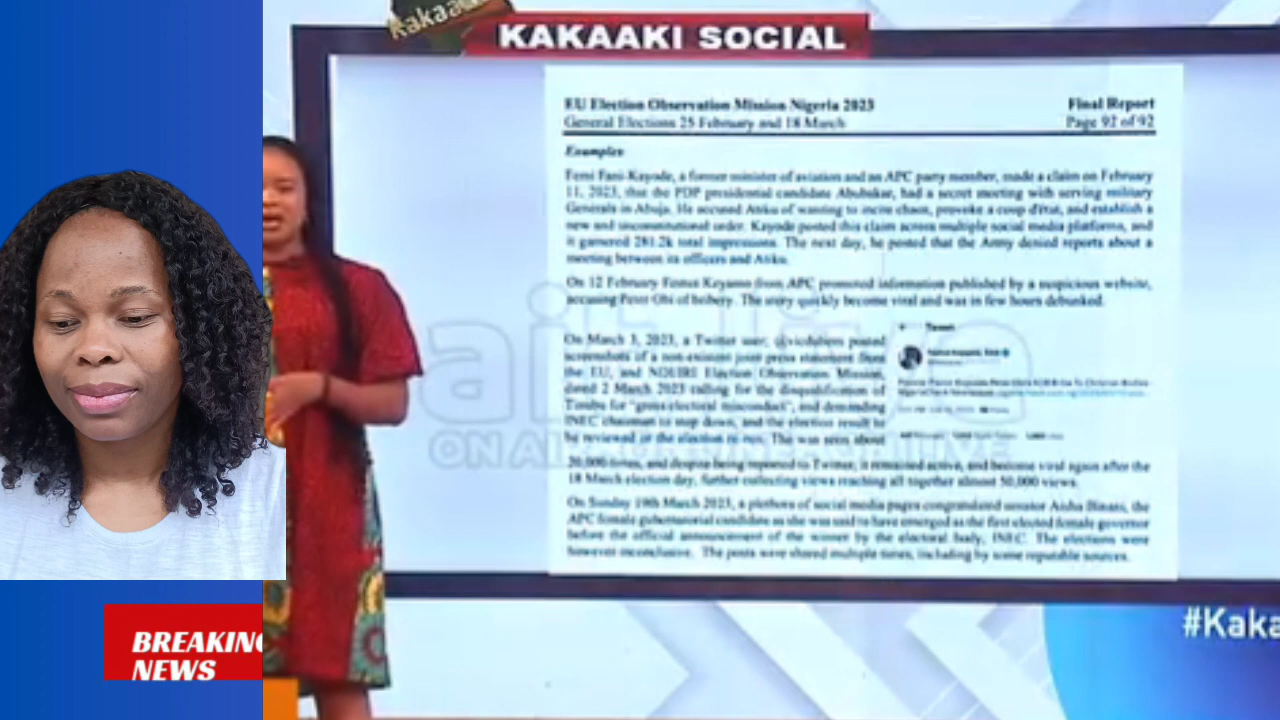 Kakaaki
KAKAAKI SOCIAL
EU Election Observation Mission Nigeria 2023
Final Report
General Elections 25 February and 18 March
Page 92 of 92
Examples
Femi Fani-Kayode, a former minister of aviation and an APC party member, made a claim on February
11, 2023, that the PDP presidential candidate Abubakar, had a secret meeting with serving military
Generals in Abuja. He accused Atiku of wanting to incite chaos, provoke a coup d'état, and establish a
new and unconstitutional order. Kayode posted this claim across multiple social media platforms, and
it garnered 281.2k total impressions. The next day, he posted that the Army denied reports about a
meeting between its officers and Atiku.
On 12 February Festus Keyamo from APC promoted information published by a suspicious website,
accusing Peter Obi of bribery. The story quickly become viral and was in few hours debunked.
On March 3, 2023, a Twitter user, posted
screenshots of a non-existent joint press statement from
the EU, and NDI/IRI Election Observation Mission,
dated 2 March 2023 calling for the disqualification of
Tinubu for "gross electoral misconduct", and demanding
INEC chairman to step down, and the election result to
be reviewed or the election re run. The was seen about
Tweet
20,000 times, and despite being reported to Twitter, it remained active, and become viral again after the
18 March election day, further collecting views reaching all together almost 50,000 views.
On Sunday 19th March 2023, a plethora of social media pages congratulated senator Aisha Binani, the
APC female gubernatorial candidate as she was said to have emerged as the first elected female governor
before the official announcement of the winner by the electoral body, INEC. The elections were
however inconclusive. The posts were shared multiple times, including by some reputable sources.
BREAKING
NEWS
#Kaka